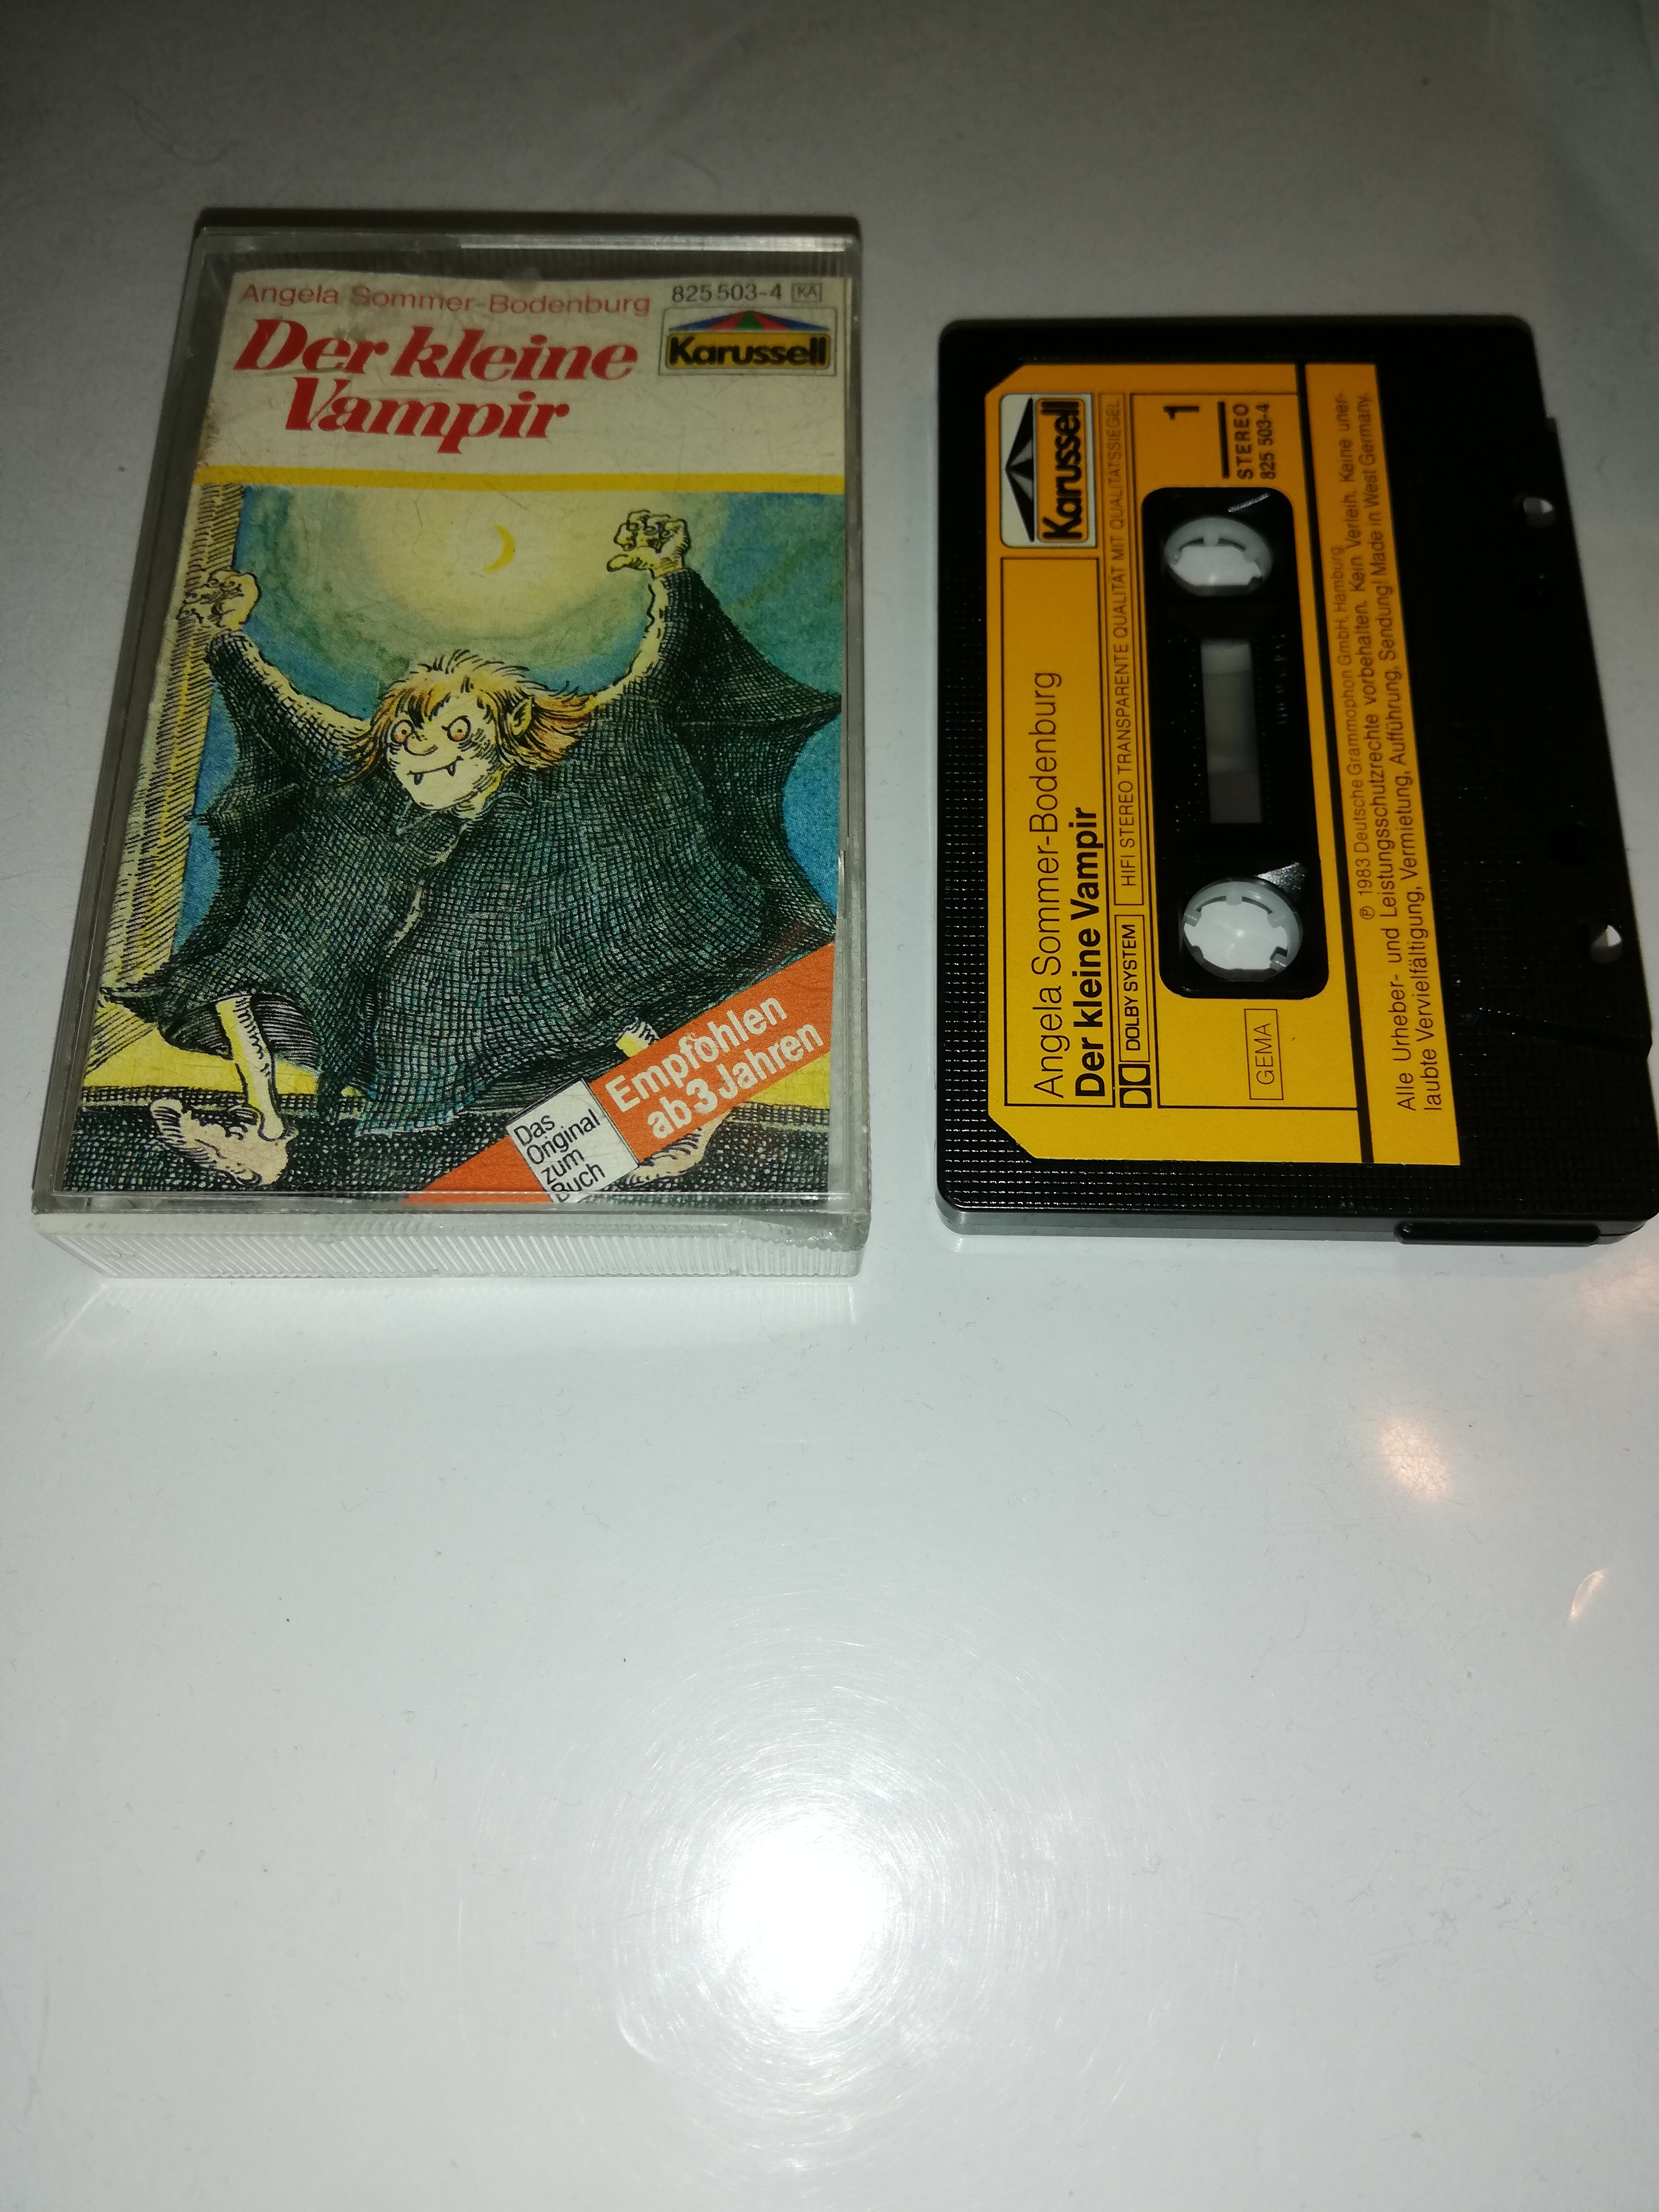 Angela Sommer-Bodenburg
825 503-4 KA
Der kleine
Vampir
Karussell
Empfohlen
ab 3 Jahren
Das
Original
zum
Buch
Karussell
Angela Sommer-Bodenburg
Der kleine Vampir
DOLBY SYSTEM HIFI STEREO TRANSPARENTE QUALITÄT MIT QUALITÄTSSIEGEL
1
STEREO
825 503-4
GEMA
℗ 1983 Deutsche Grammophon GmbH, Hamburg
Alle Urheber- und Leistungsschutzrechte vorbehalten. Kein Verleih. Keine uner-
laubte Vervielfältigung, Vermietung, Aufführung, Sendung! Made in West Germany.